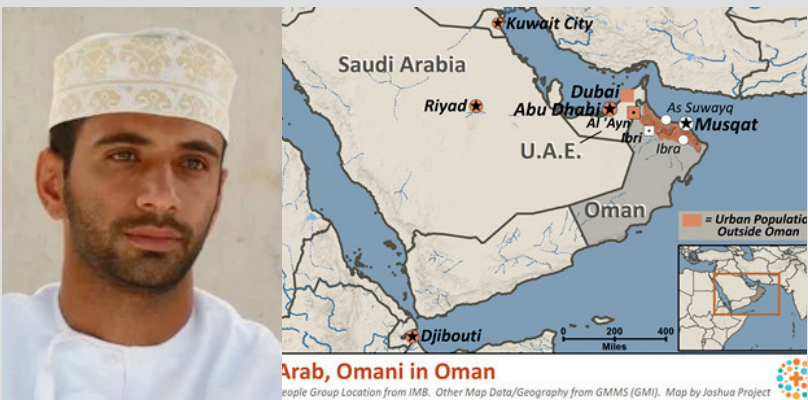 Kuwait City
Saudi Arabia
Dubai
Riyad
Abu Dhabi
As Suwayq
Al 'Ayn
Musqat
Ibri
U.A.E.
Ibra
Oman
= Urban Populatio
Outside Oman
0 200 400
Miles
Djibouti
Arab, Omani in Oman
eople Group Location from IMB. Other Map Data/Geography from GMMS (GMI). Map by Joshua Project